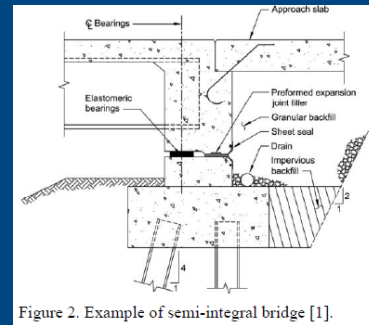 ℄ Bearings
Approach slab
Elastomeric
bearings
Preformed expansion
joint filler
Granular backfill
Sheet seal
Drain
Impervious
backfill
2
1
4
1
Figure 2. Example of semi-integral bridge [1].